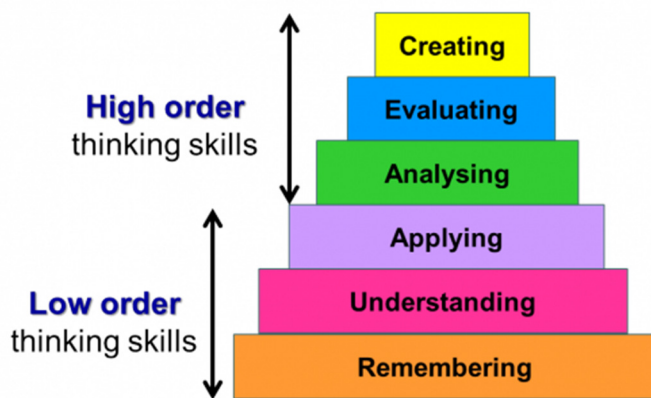 Creating
Evaluating
Analysing
Applying
Understanding
Remembering
High order
thinking skills
Low order
thinking skills